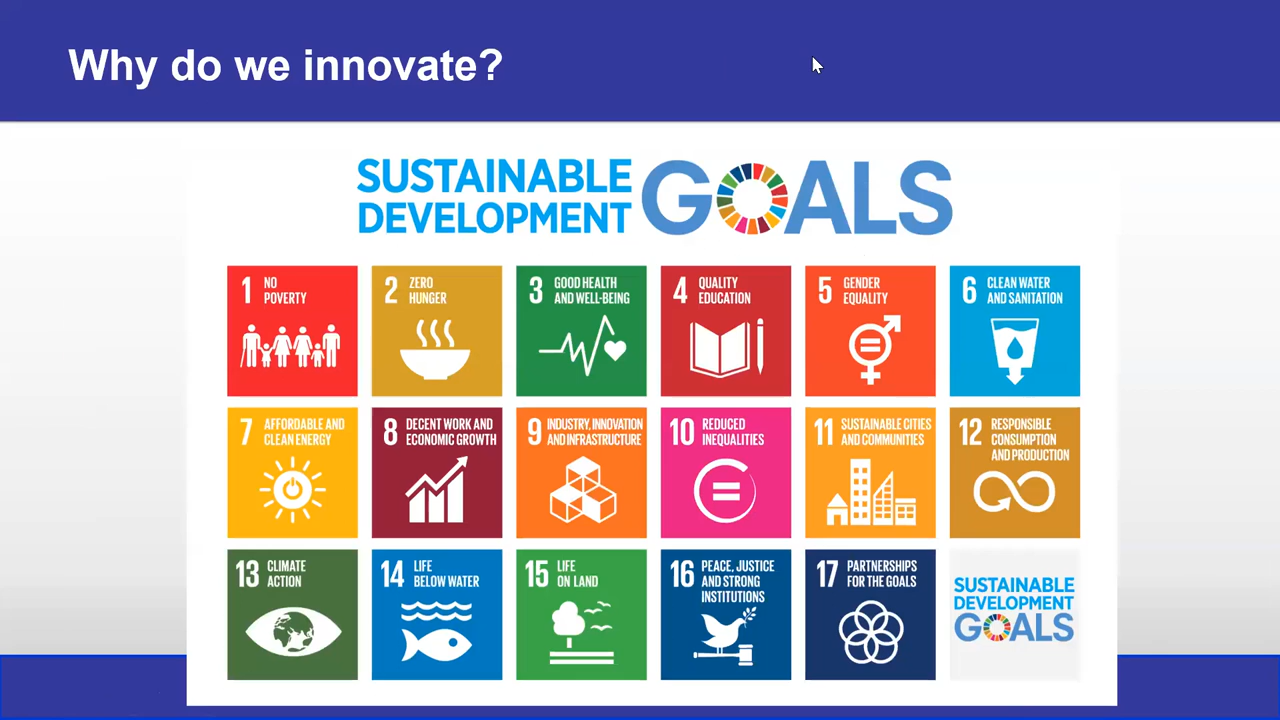 Why do we innovate?
SUSTAINABLE
DEVELOPMENT
GOALS
1 NO
POVERTY
2 ZERO
HUNGER
3 GOOD HEALTH
AND WELL-BEING
4 QUALITY
EDUCATION
5 GENDER
EQUALITY
6 CLEAN WATER
AND SANITATION
7 AFFORDABLE AND
CLEAN ENERGY
8 DECENT WORK AND
ECONOMIC GROWTH
9 INDUSTRY, INNOVATION
AND INFRASTRUCTURE
10 REDUCED
INEQUALITIES
11 SUSTAINABLE CITIES
AND COMMUNITIES
12 RESPONSIBLE
CONSUMPTION
AND PRODUCTION
13 CLIMATE
ACTION
14 LIFE
BELOW WATER
15 LIFE
ON LAND
16 PEACE, JUSTICE
AND STRONG
INSTITUTIONS
17 PARTNERSHIPS
FOR THE GOALS
SUSTAINABLE
DEVELOPMENT
GOALS